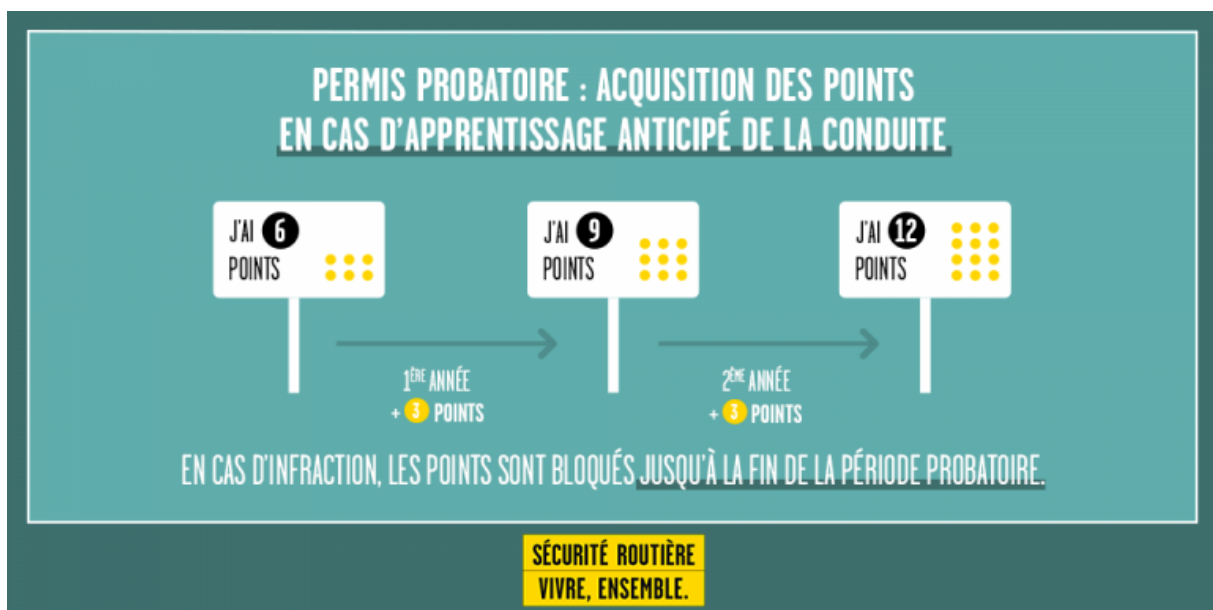 PERMIS PROBATOIRE : ACQUISITION DES POINTS
EN CAS D'APPRENTISSAGE ANTICIPÉ DE LA CONDUITE
J'AI 6
POINTS
J'AI 9
POINTS
J'AI 12
POINTS
1ÈRE ANNÉE
+ 3 POINTS
2ÈME ANNÉE
+ 3 POINTS
EN CAS D'INFRACTION, LES POINTS SONT BLOQUÉS JUSQU'À LA FIN DE LA PÉRIODE PROBATOIRE.
SÉCURITÉ ROUTIÈRE
VIVRE, ENSEMBLE.